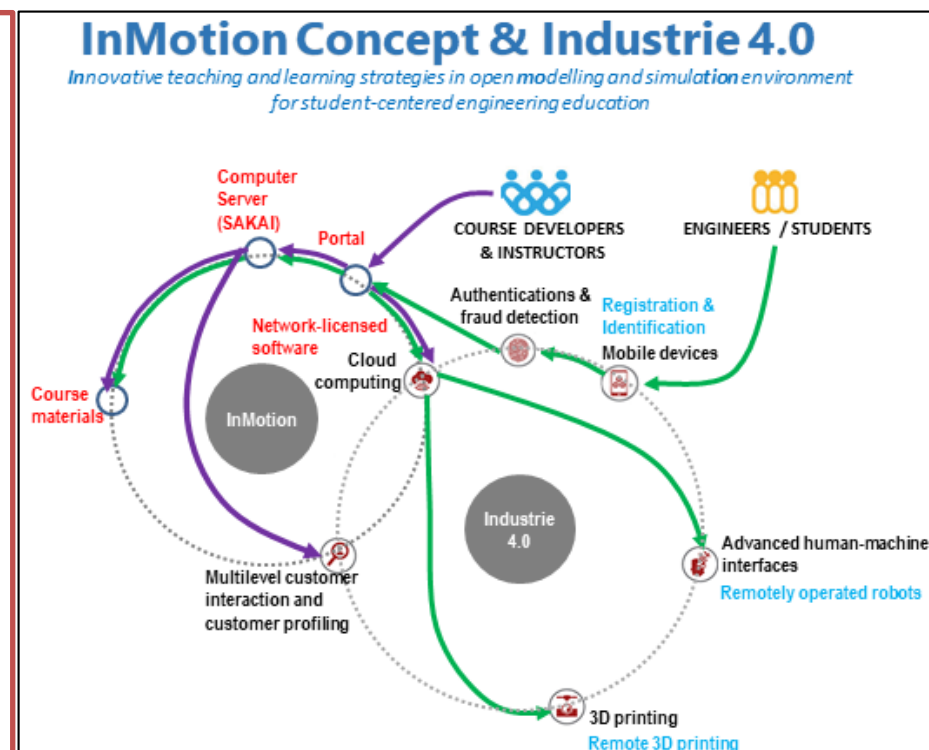 InMotion Concept & Industrie 4.0
Innovative teaching and learning strategies in open modelling and simulation environment
for student-centered engineering education
Computer
Server
(SAKAI)
Portal
COURSE DEVELOPERS
& INSTRUCTORS
ENGINEERS / STUDENTS
Authentications &
fraud detection
Registration &
Identification
Mobile devices
Network-licensed
software
Cloud
computing
Course
materials
InMotion
Industrie
4.0
Multilevel customer
interaction and
customer profiling
Advanced human-machine
interfaces
Remotely operated robots
3D printing
Remote 3D printing